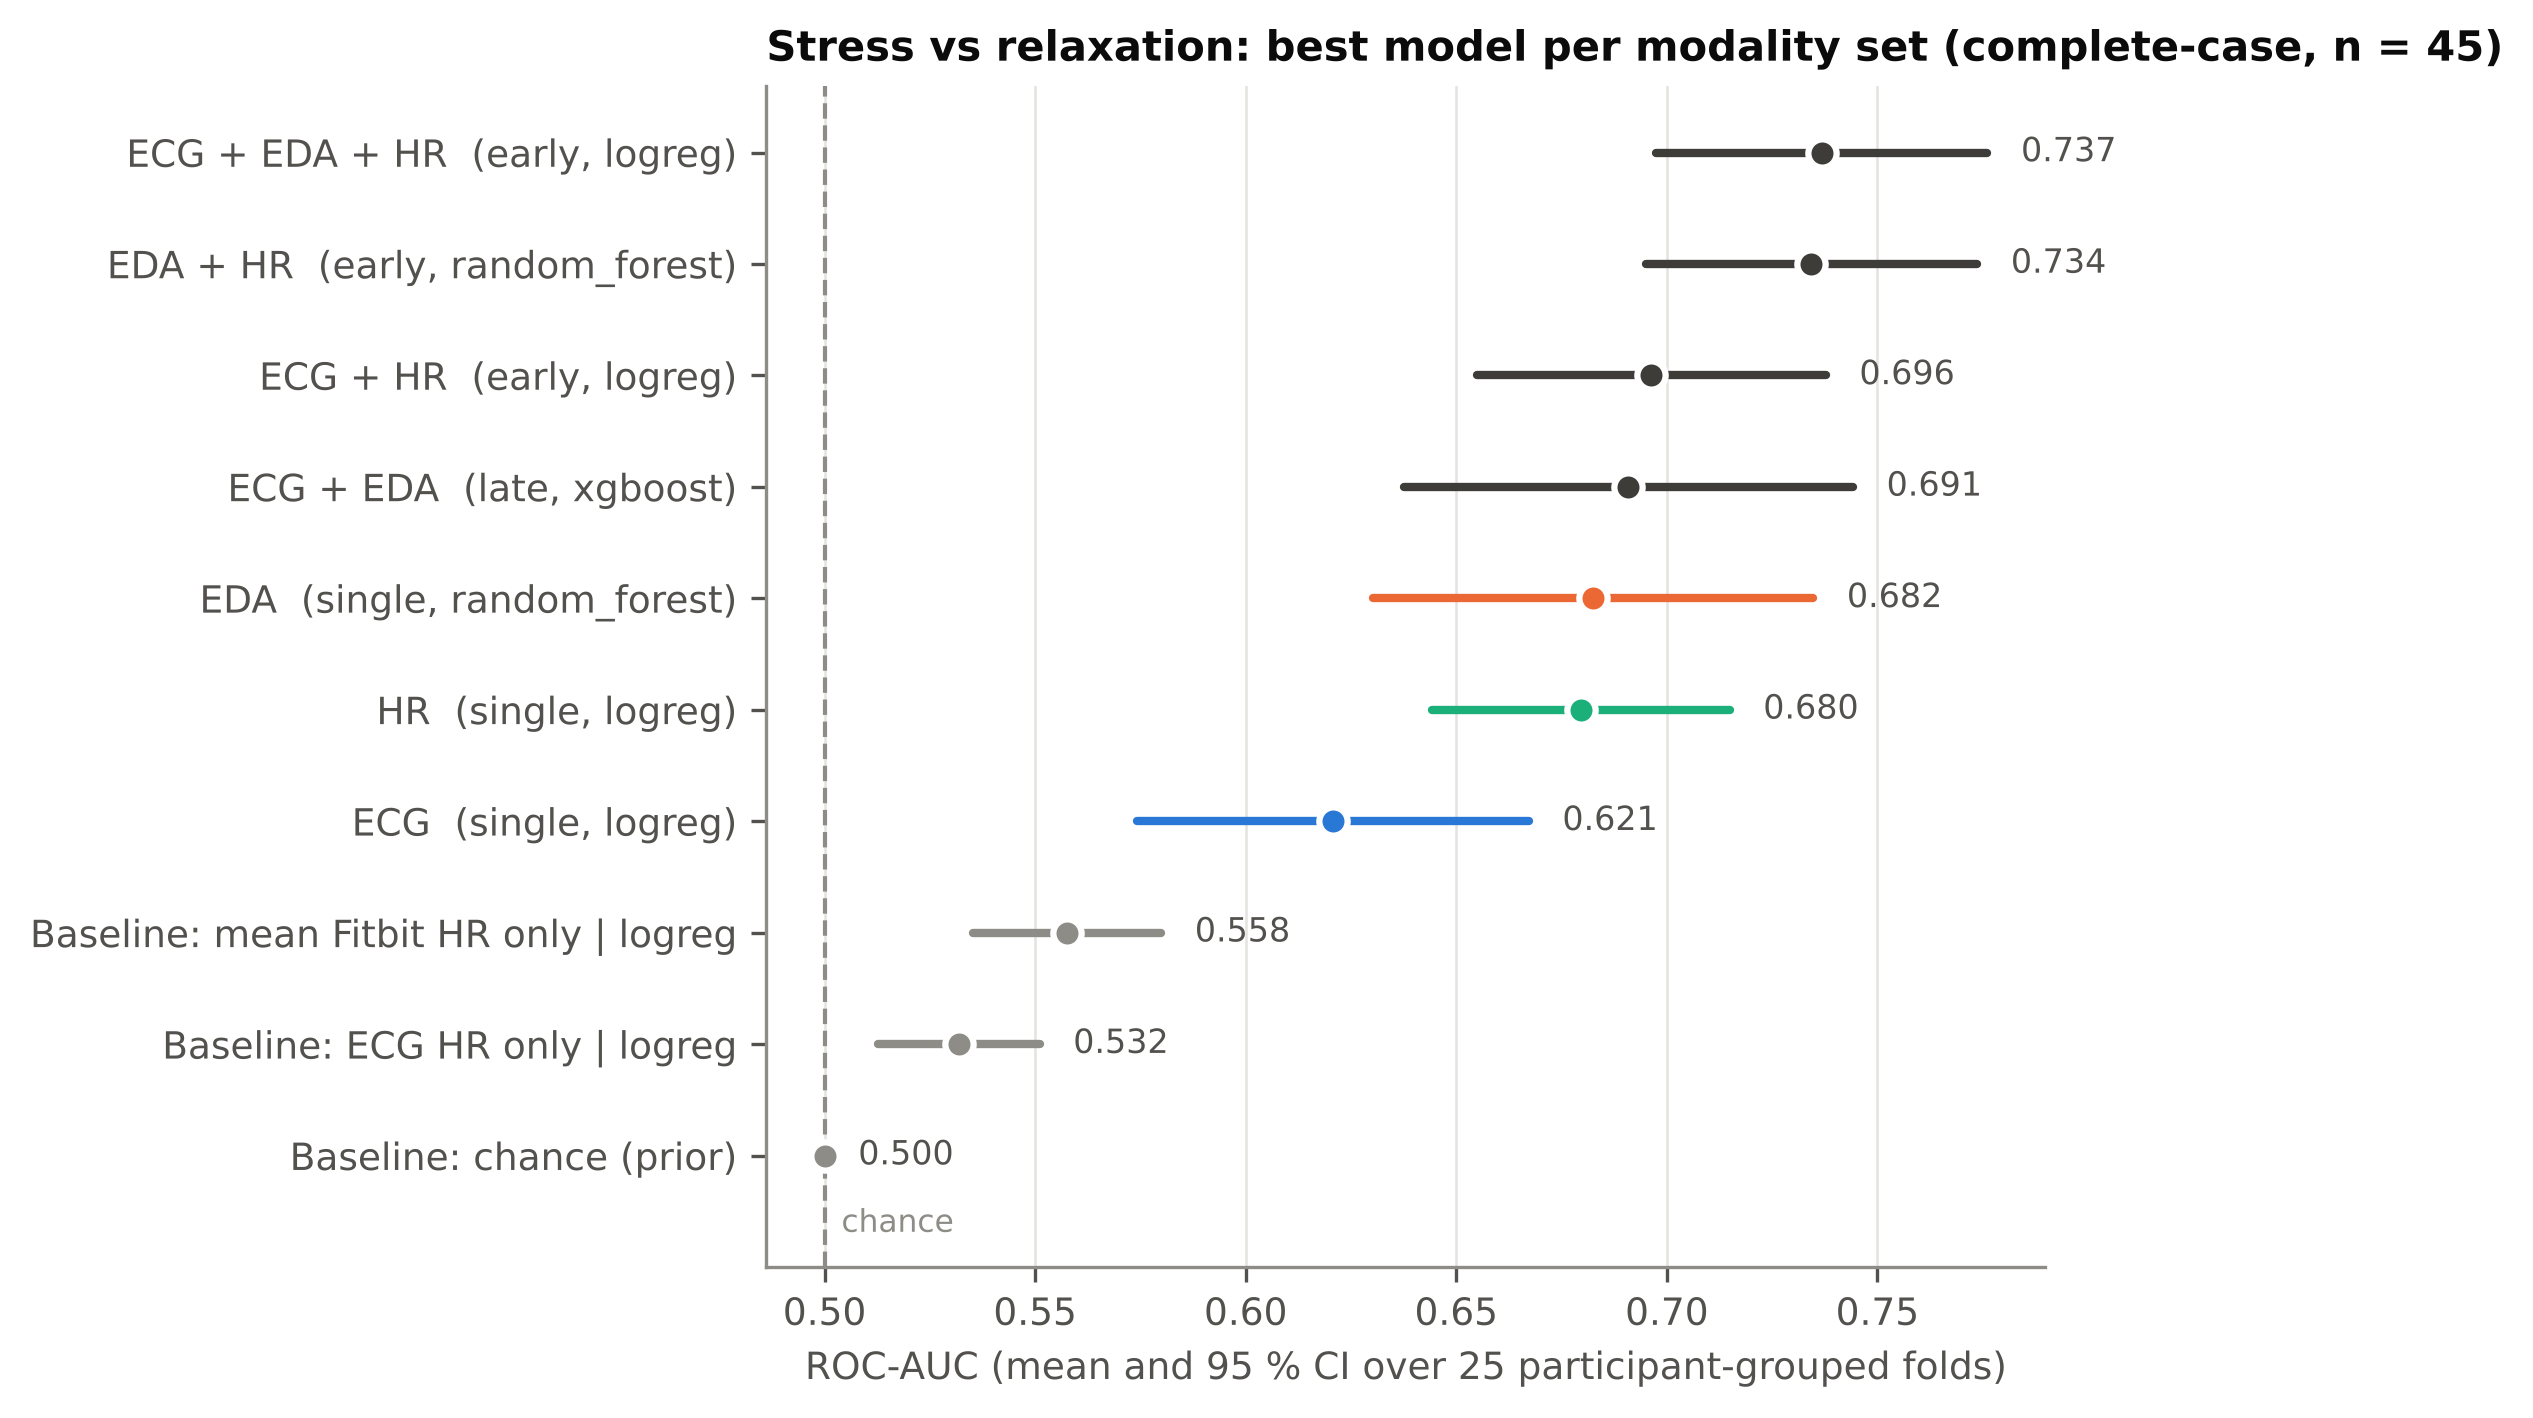 Stress vs relaxation: best model per modality set (complete-case, n = 45)
ECG + EDA + HR (early, logreg)
0.737
EDA + HR (early, random_forest)
0.734
ECG + HR (early, logreg)
0.696
ECG + EDA (late, xgboost)
0.691
EDA (single, random_forest)
0.682
HR (single, logreg)
0.680
ECG (single, logreg)
0.621
Baseline: mean Fitbit HR only | logreg
0.558
Baseline: ECG HR only | logreg
0.532
Baseline: chance (prior)
0.500
chance
0.50 0.55 0.60 0.65 0.70 0.75
ROC-AUC (mean and 95 % CI over 25 participant-grouped folds)